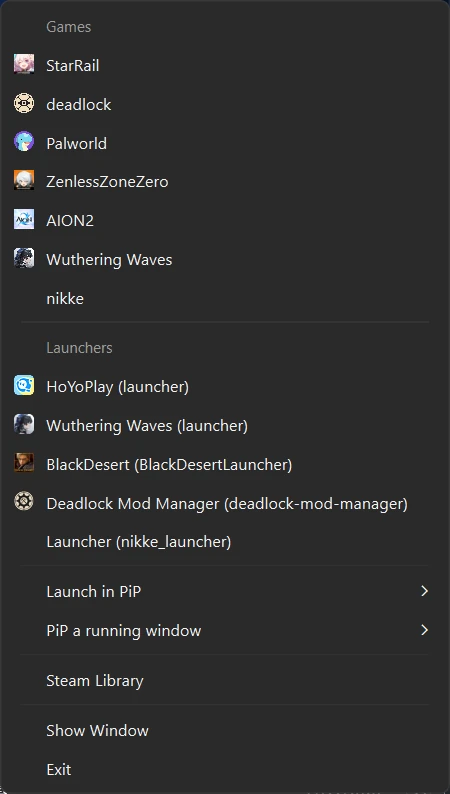 Games
StarRail
deadlock
Palworld
ZenlessZoneZero
AION2
Wuthering Waves
nikke
Launchers
HoYoPlay (launcher)
Wuthering Waves (launcher)
BlackDesert (BlackDesertLauncher)
Deadlock Mod Manager (deadlock-mod-manager)
Launcher (nikke_launcher)
Launch in PiP
PiP a running window
Steam Library
Show Window
Exit